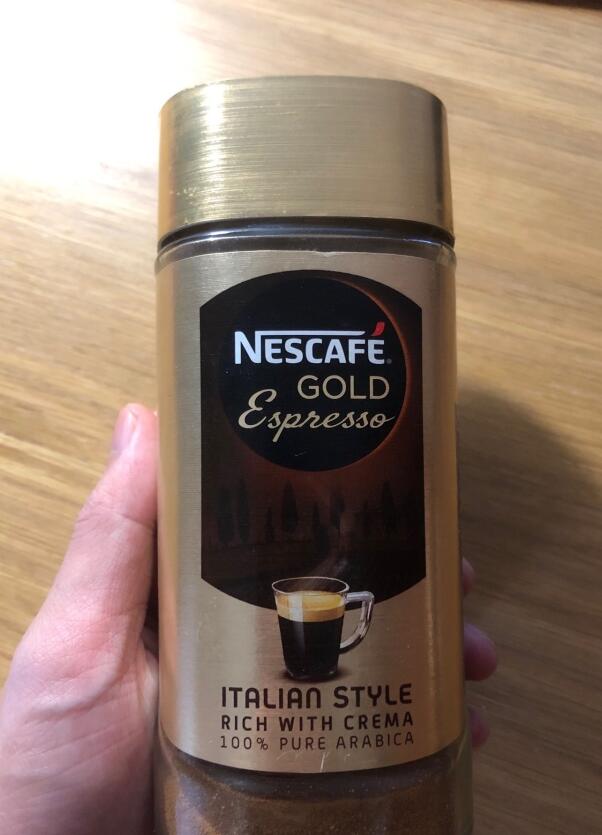 NESCAFÉ
GOLD
Espresso
ITALIAN STYLE
RICH WITH CREMA
100% PURE ARABICA